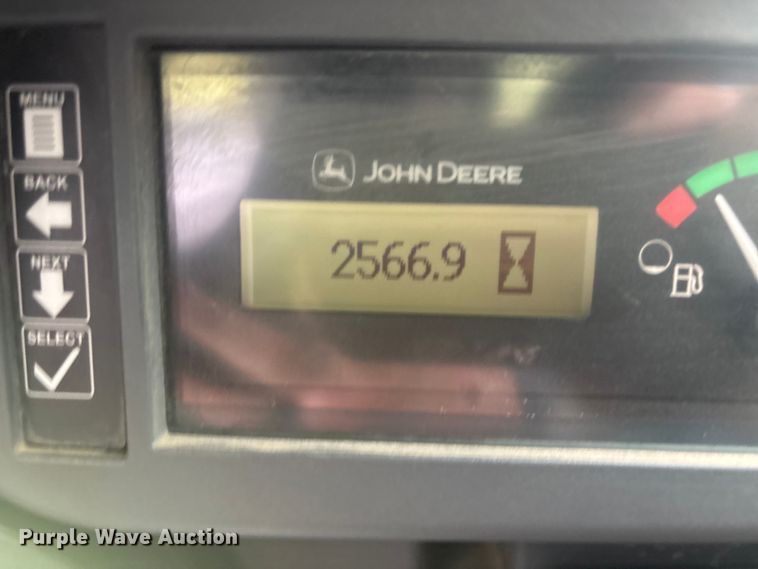 MENU
BACK
NEXT
SELECT
JOHN DEERE
2566.9
Purple Wave Auction